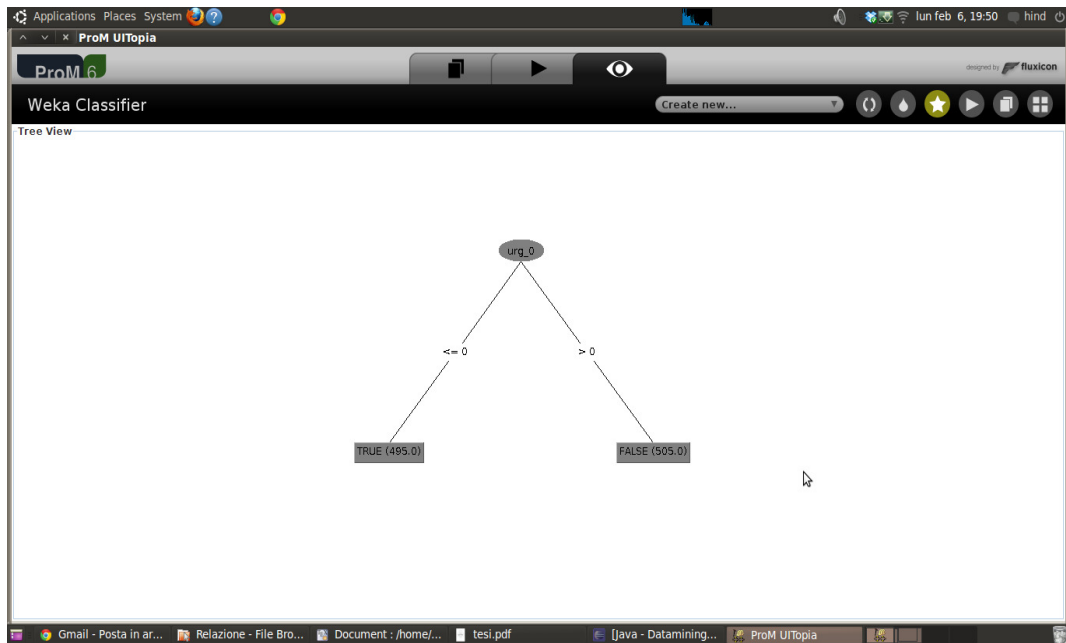 Applications Places System
lun feb 6, 19:50 hind
ProM UITopia
ProM 6
designed by fluxicon
Weka Classifier
Create new...
Tree View
urg_0
<= 0
> 0
TRUE (495.0)
FALSE (505.0)
Gmail - Posta in ar...
Relazione - File Bro...
Document : /home/...
tesi.pdf
[Java - Datamining...
ProM UITopia